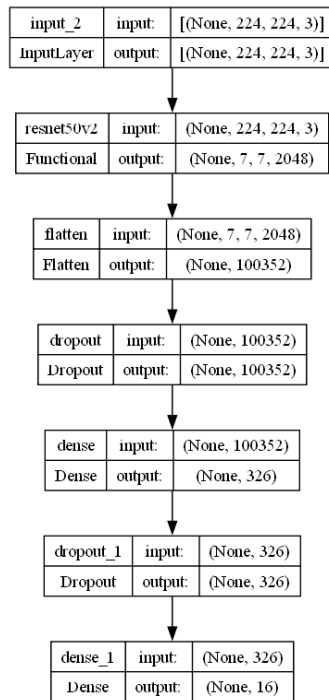 input_2 input: [(None, 224, 224, 3)]
InputLayer output: [(None, 224, 224, 3)]
resnet50v2 input: (None, 224, 224, 3)
Functional output: (None, 7, 7, 2048)
flatten input: (None, 7, 7, 2048)
Flatten output: (None, 100352)
dropout input: (None, 100352)
Dropout output: (None, 100352)
dense input: (None, 100352)
Dense output: (None, 326)
dropout_1 input: (None, 326)
Dropout output: (None, 326)
dense_1 input: (None, 326)
Dense output: (None, 16)